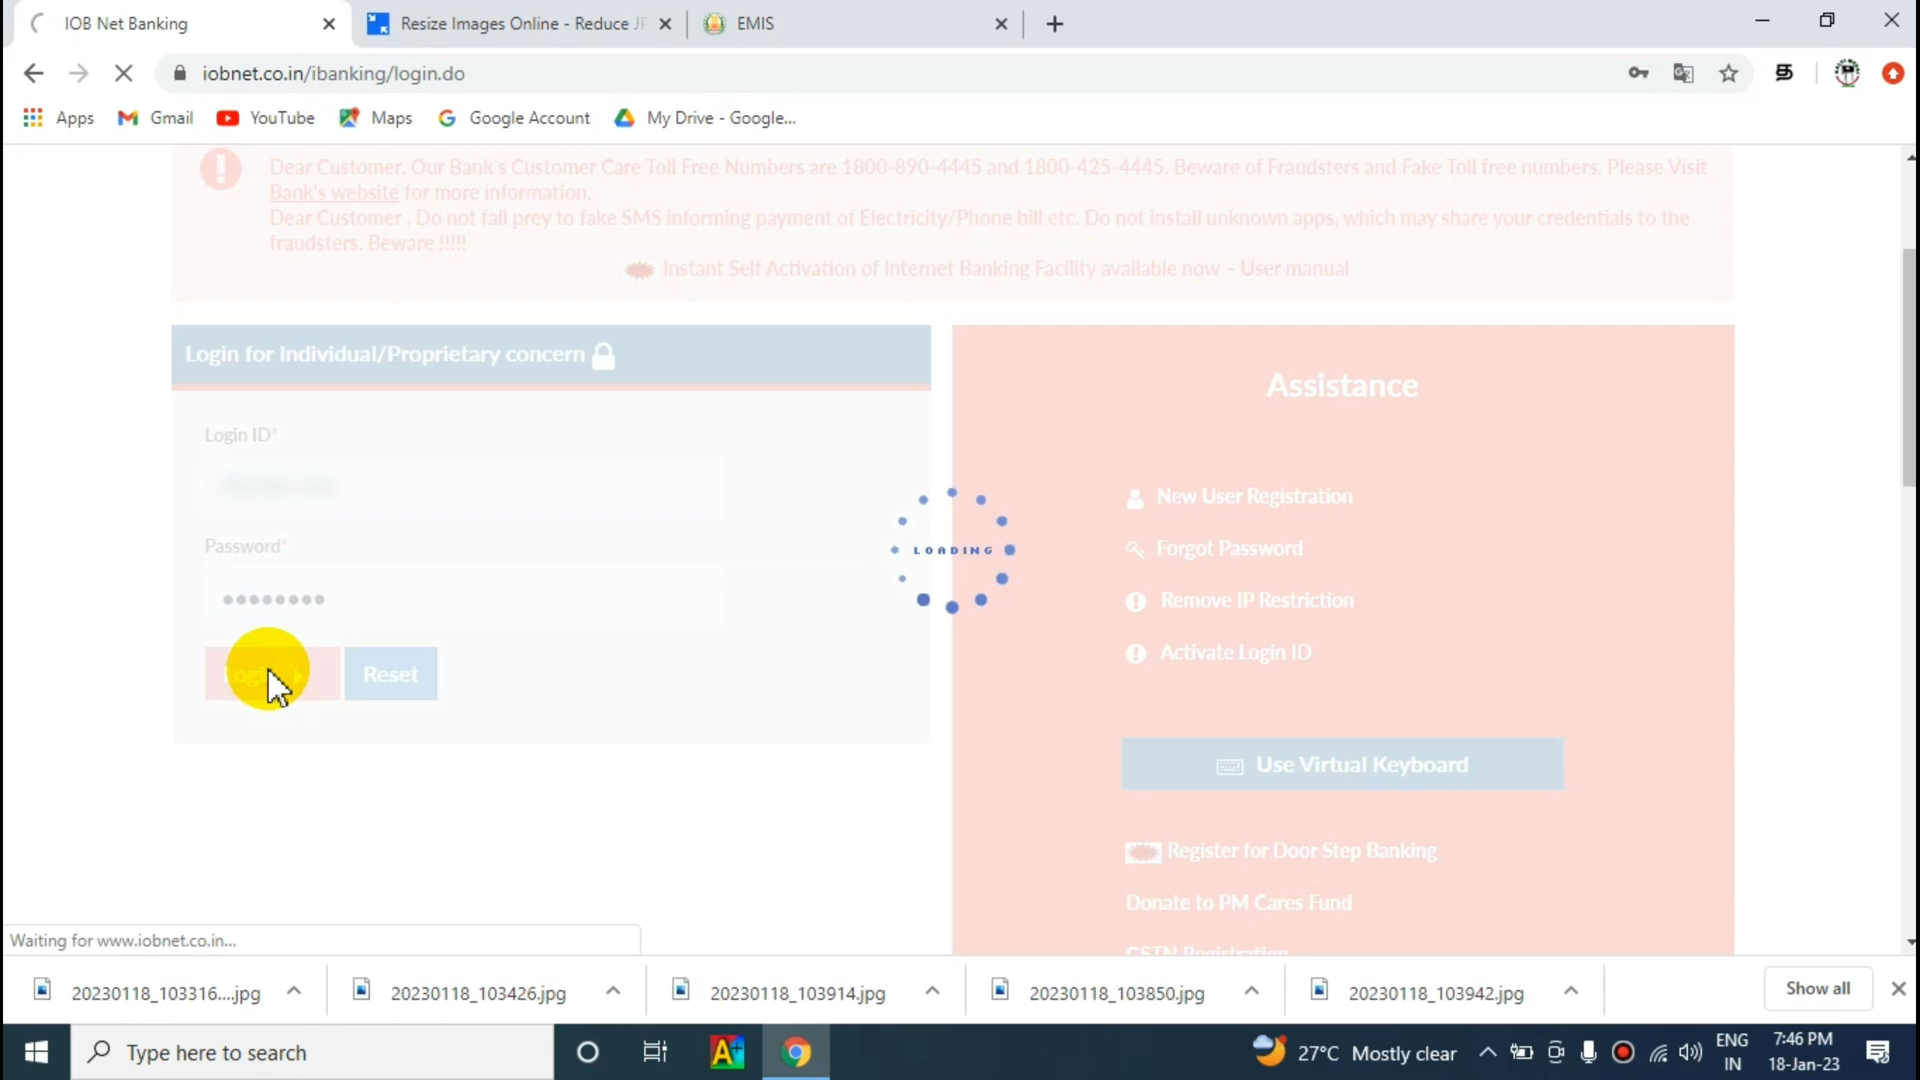 IOB Net Banking
Resize Images Online - Reduce JP
EMIS
iobnet.co.in/ibanking/login.do
Apps
Gmail
YouTube
Maps
Google Account
My Drive - Google...
Dear Customer, Our Bank's Customer Care Toll Free Numbers are 1800-890-4445 and 1800-425-4445. Beware of Fraudsters and Fake Toll free numbers. Please Visit
Bank's website for more information.
Dear Customer , Do not fall prey to fake SMS informing payment of Electricity/Phone bill etc. Do not install unknown apps, which may share your credentials to the
fraudsters. Beware !!!!!
Instant Self Activation of Internet Banking Facility available now – User manual
Login for Individual/Proprietary concern
Login ID*
Password*
Login
Reset
LOADING
Assistance
New User Registration
Forgot Password
Remove IP Restriction
Activate Login ID
Use Virtual Keyboard
Register for Door Step Banking
Donate to PM Cares Fund
GSTN Registration
Waiting for www.iobnet.co.in...
20230118_103316....jpg
20230118_103426.jpg
20230118_103914.jpg
20230118_103850.jpg
20230118_103942.jpg
Show all
Type here to search
27°C Mostly clear
ENG
IN
7:46 PM
18-Jan-23